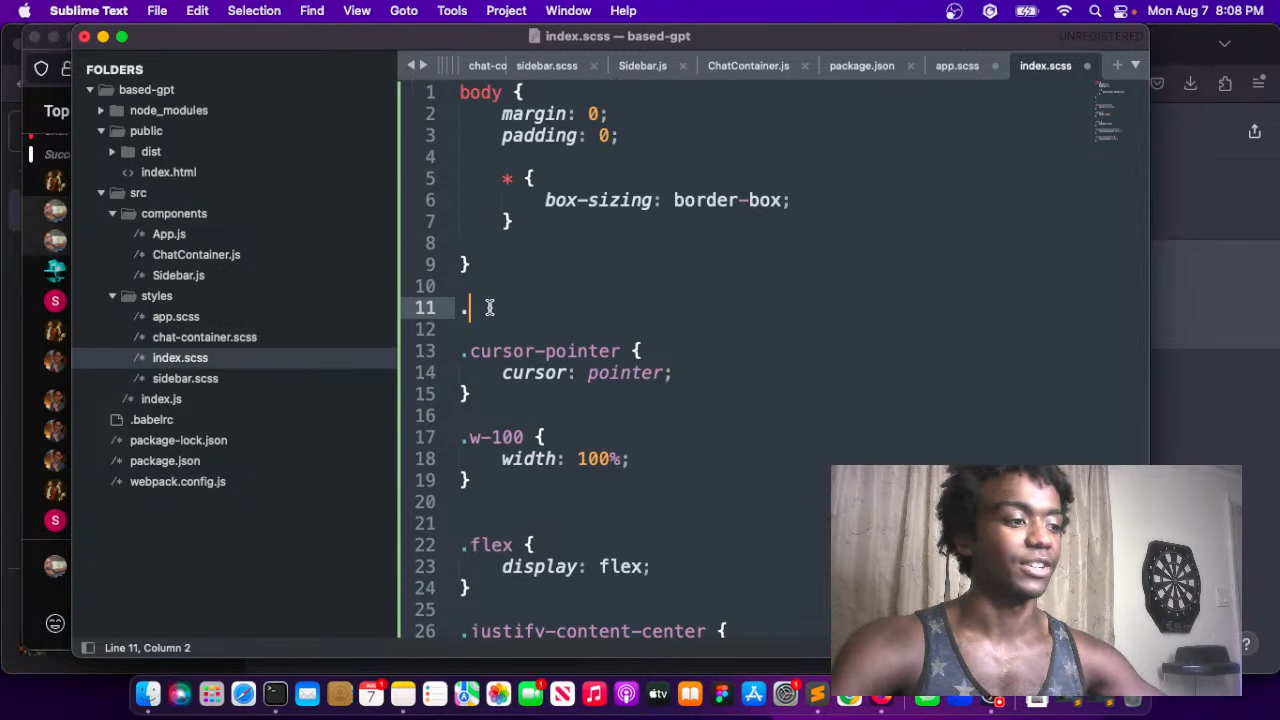 Sublime Text File Edit Selection Find View Goto Tools Project Window Help Mon Aug 7 8:08 PM
index.scss — based-gpt UNREGISTERED
FOLDERS
based-gpt
node_modules
public
dist
index.html
src
components
App.js
ChatContainer.js
Sidebar.js
styles
app.scss
chat-container.scss
index.scss
sidebar.scss
index.js
.babelrc
package-lock.json
package.json
webpack.config.js
chat-co sidebar.scss Sidebar.js ChatContainer.js package.json app.scss index.scss
1 body {
2 margin: 0;
3 padding: 0;
4
5 * {
6 box-sizing: border-box;
7 }
8
9 }
10
11 .
12
13 .cursor-pointer {
14 cursor: pointer;
15 }
16
17 .w-100 {
18 width: 100%;
19 }
20
21
22 .flex {
23 display: flex;
24 }
25
26 .justify-content-center {
Line 11, Column 2
Top
Succ
S
S
7